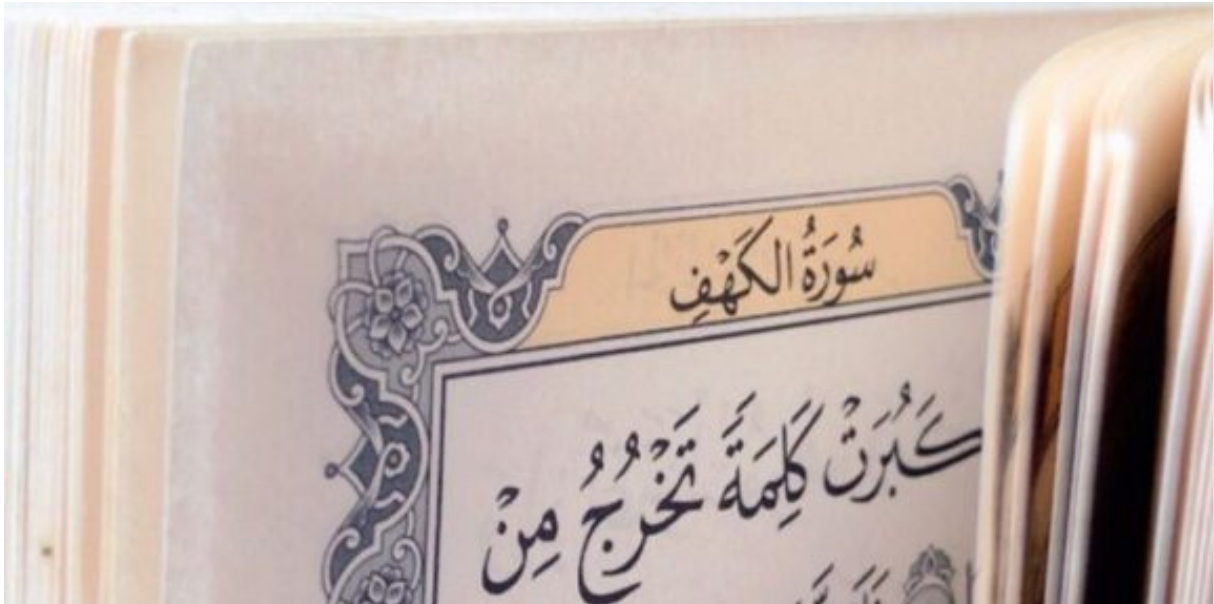 سُورَةُ الكَهْفِ
كَبُرَتْ كَلِمَةً تَخْرُجُ مِنْ